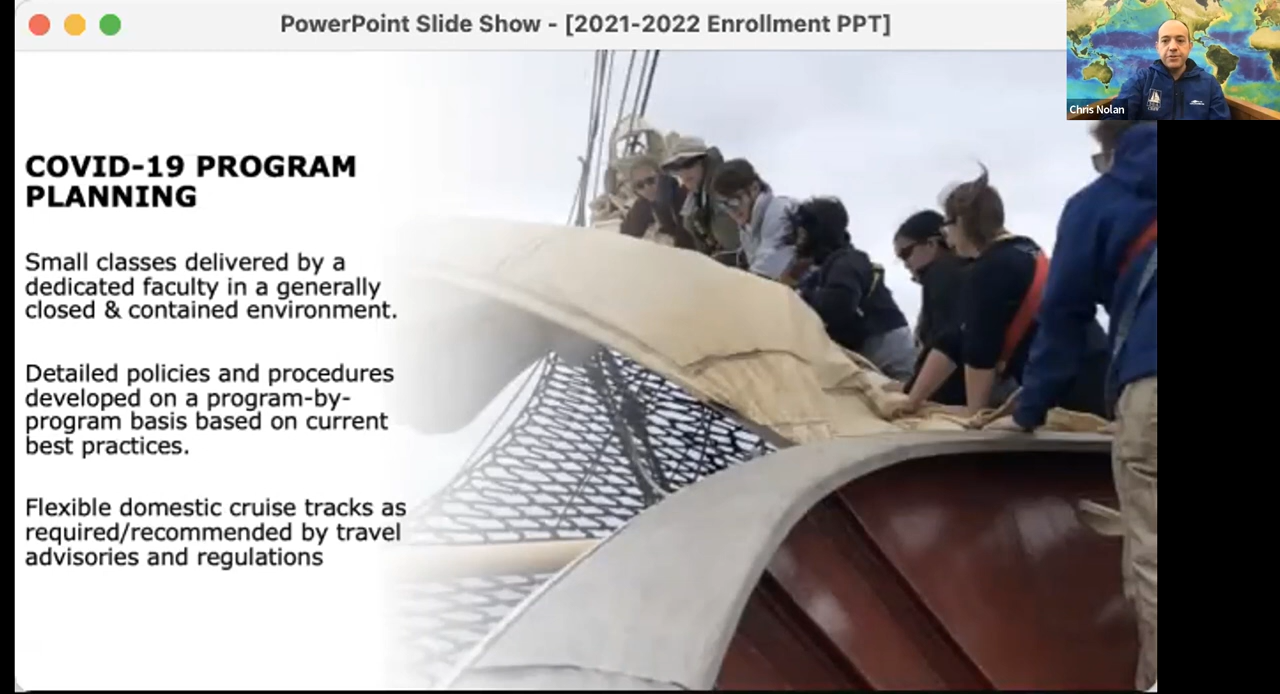 PowerPoint Slide Show - [2021-2022 Enrollment PPT]
Chris Nolan
COVID-19 PROGRAM
PLANNING
Small classes delivered by a
dedicated faculty in a generally
closed & contained environment.
Detailed policies and procedures
developed on a program-by-
program basis based on current
best practices.
Flexible domestic cruise tracks as
required/recommended by travel
advisories and regulations